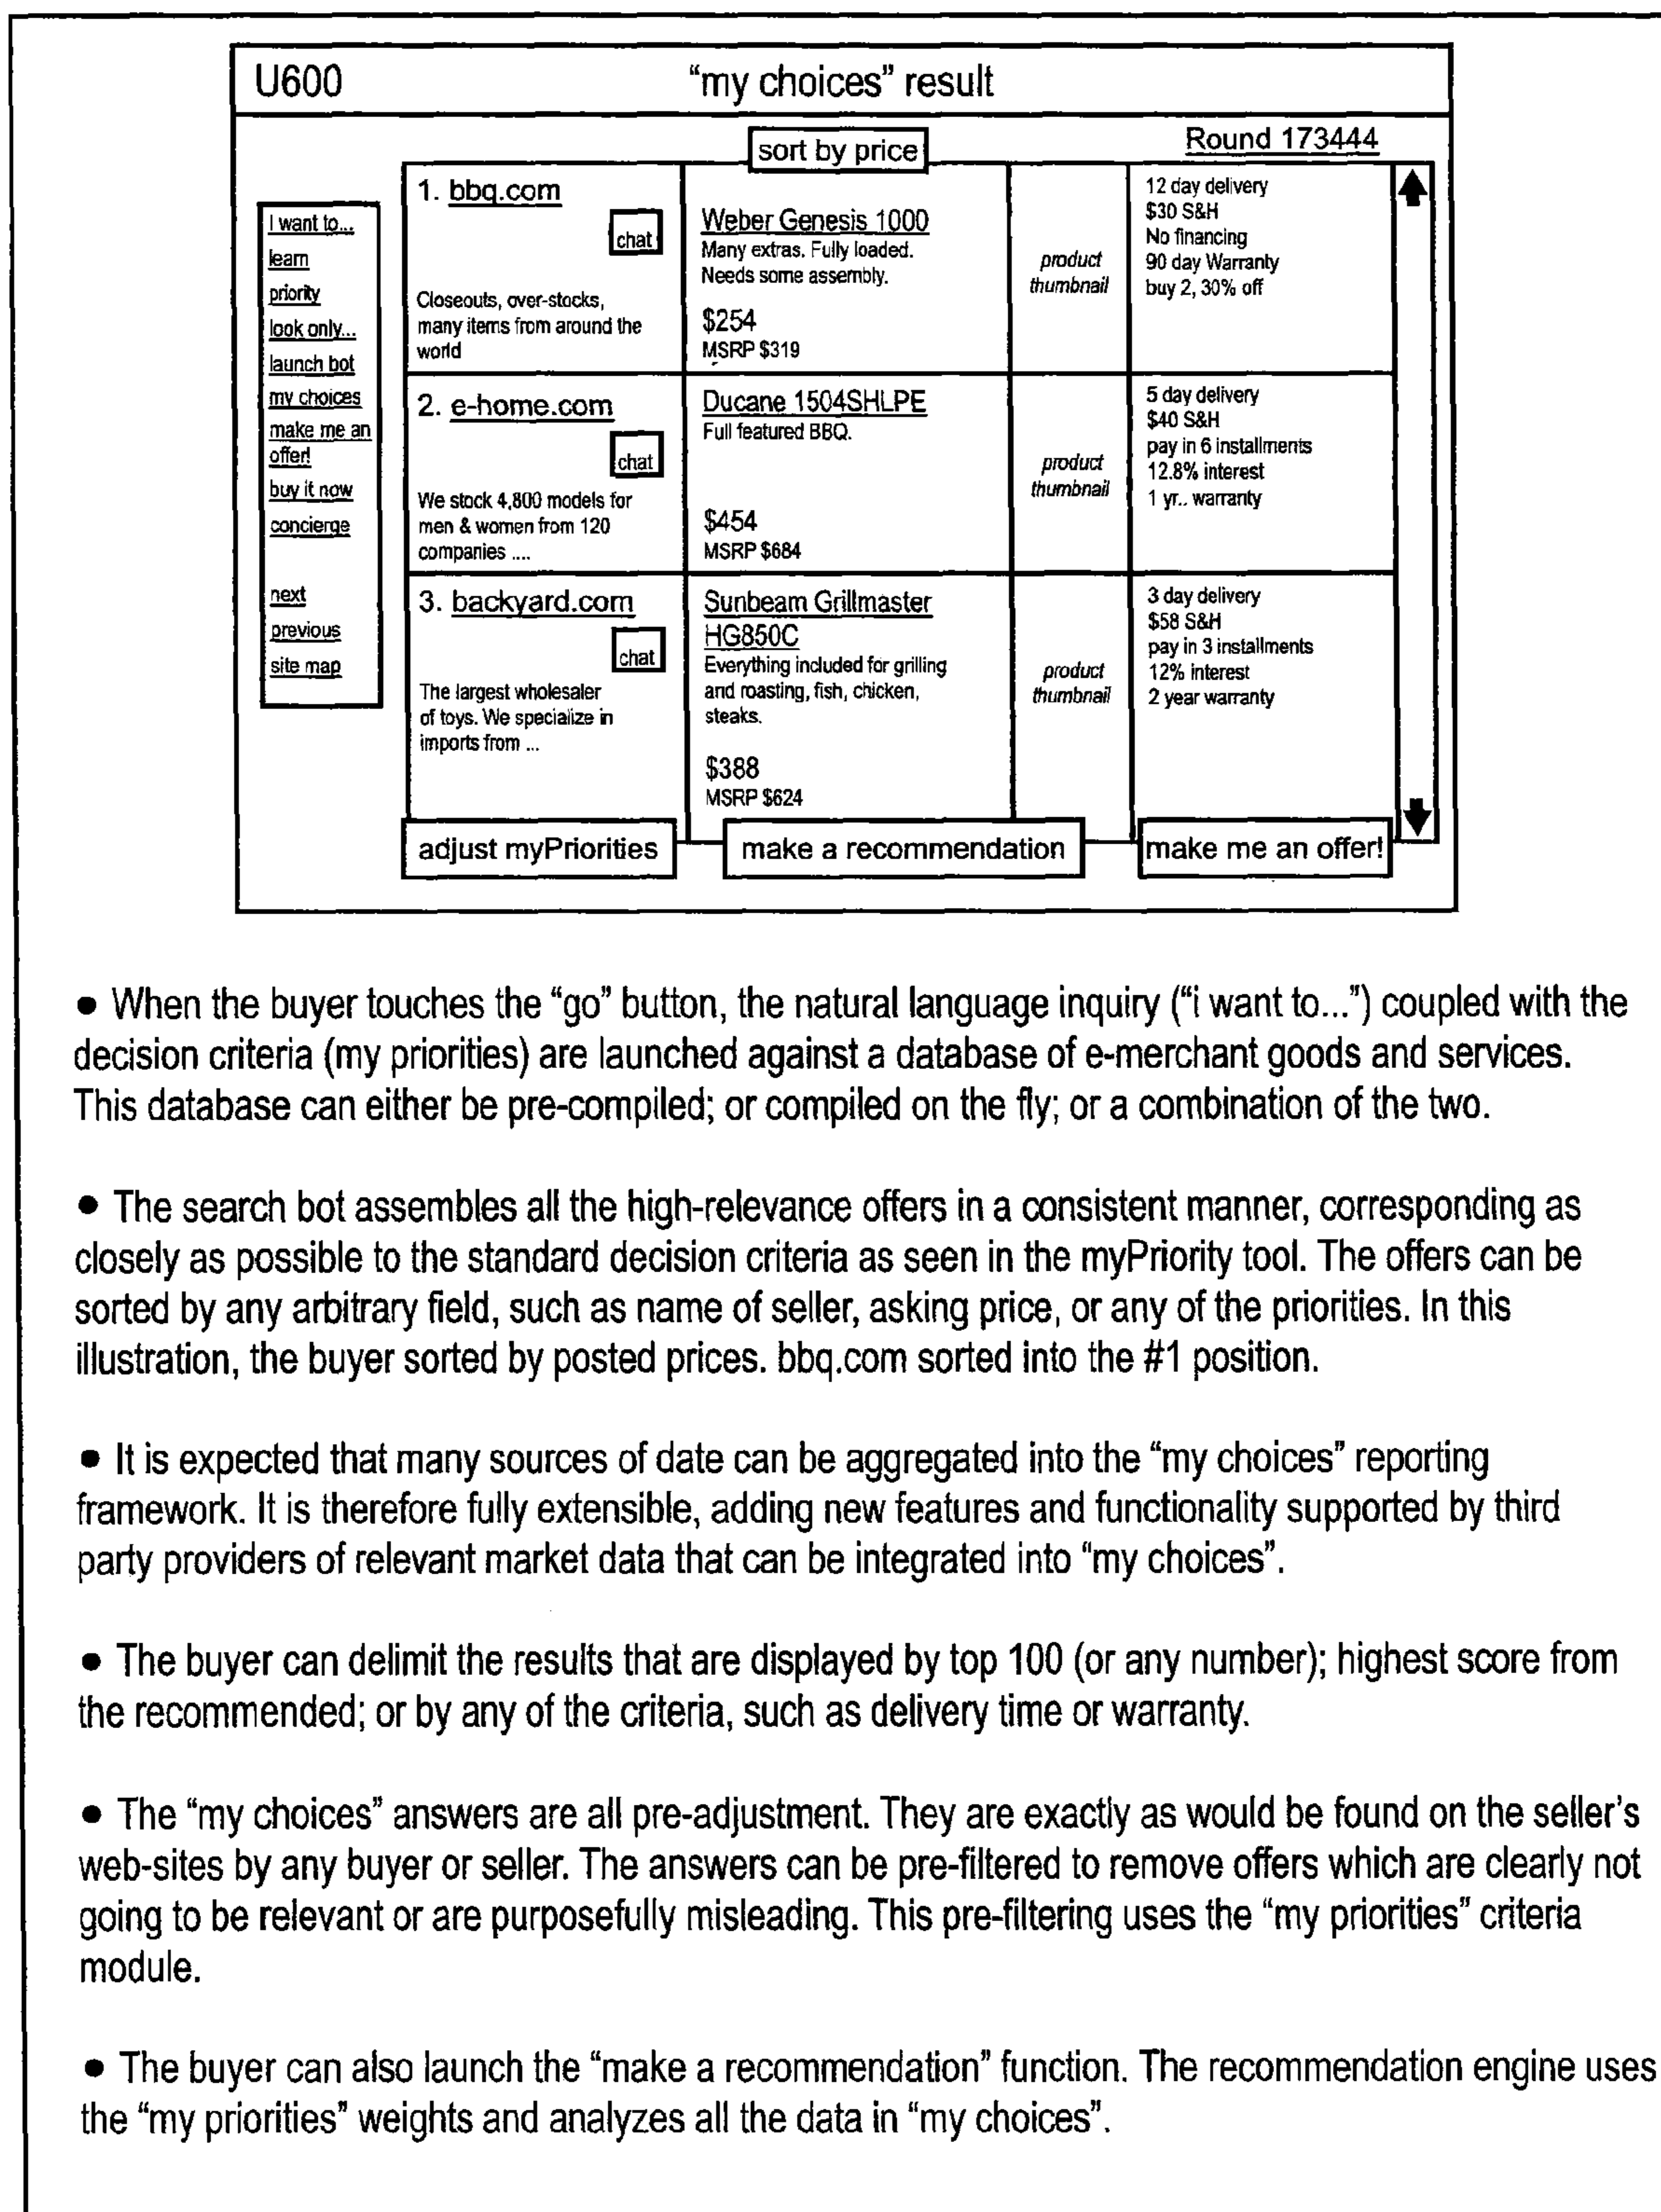 U600
“my choices” result
sort by price
Round 173444
I want to...
learn
priority
look only...
launch bot
my choices
make me an
offer!
buy it now
concierge
next
previous
site map
1. bbq.com
chat
Closeouts, over-stocks,
many items from around the
world
Weber Genesis 1000
Many extras. Fully loaded.
Needs some assembly.
$254
MSRP $319
product
thumbnail
12 day delivery
$30 S&H
No financing
90 day Warranty
buy 2, 30% off
2. e-home.com
chat
We stock 4,800 models for
men & women from 120
companies ....
Ducane 1504SHLPE
Full featured BBQ.
$454
MSRP $684
product
thumbnail
5 day delivery
$40 S&H
pay in 6 installments
12.8% interest
1 yr.. warranty
3. backyard.com
chat
The largest wholesaler
of toys. We specialize in
imports from ...
Sunbeam Grillmaster
HG850C
Everything included for grilling
and roasting, fish, chicken,
steaks.
$388
MSRP $624
product
thumbnail
3 day delivery
$58 S&H
pay in 3 installments
12% interest
2 year warranty
adjust myPriorities
make a recommendation
make me an offer!
● When the buyer touches the “go” button, the natural language inquiry (“i want to...”) coupled with the
decision criteria (my priorities) are launched against a database of e-merchant goods and services.
This database can either be pre-compiled; or compiled on the fly; or a combination of the two.
● The search bot assembles all the high-relevance offers in a consistent manner, corresponding as
closely as possible to the standard decision criteria as seen in the myPriority tool. The offers can be
sorted by any arbitrary field, such as name of seller, asking price, or any of the priorities. In this
illustration, the buyer sorted by posted prices. bbq.com sorted into the #1 position.
● It is expected that many sources of date can be aggregated into the “my choices” reporting
framework. It is therefore fully extensible, adding new features and functionality supported by third
party providers of relevant market data that can be integrated into “my choices”.
● The buyer can delimit the results that are displayed by top 100 (or any number); highest score from
the recommended; or by any of the criteria, such as delivery time or warranty.
● The “my choices” answers are all pre-adjustment. They are exactly as would be found on the seller's
web-sites by any buyer or seller. The answers can be pre-filtered to remove offers which are clearly not
going to be relevant or are purposefully misleading. This pre-filtering uses the “my priorities” criteria
module.
● The buyer can also launch the “make a recommendation” function. The recommendation engine uses
the “my priorities” weights and analyzes all the data in “my choices”.